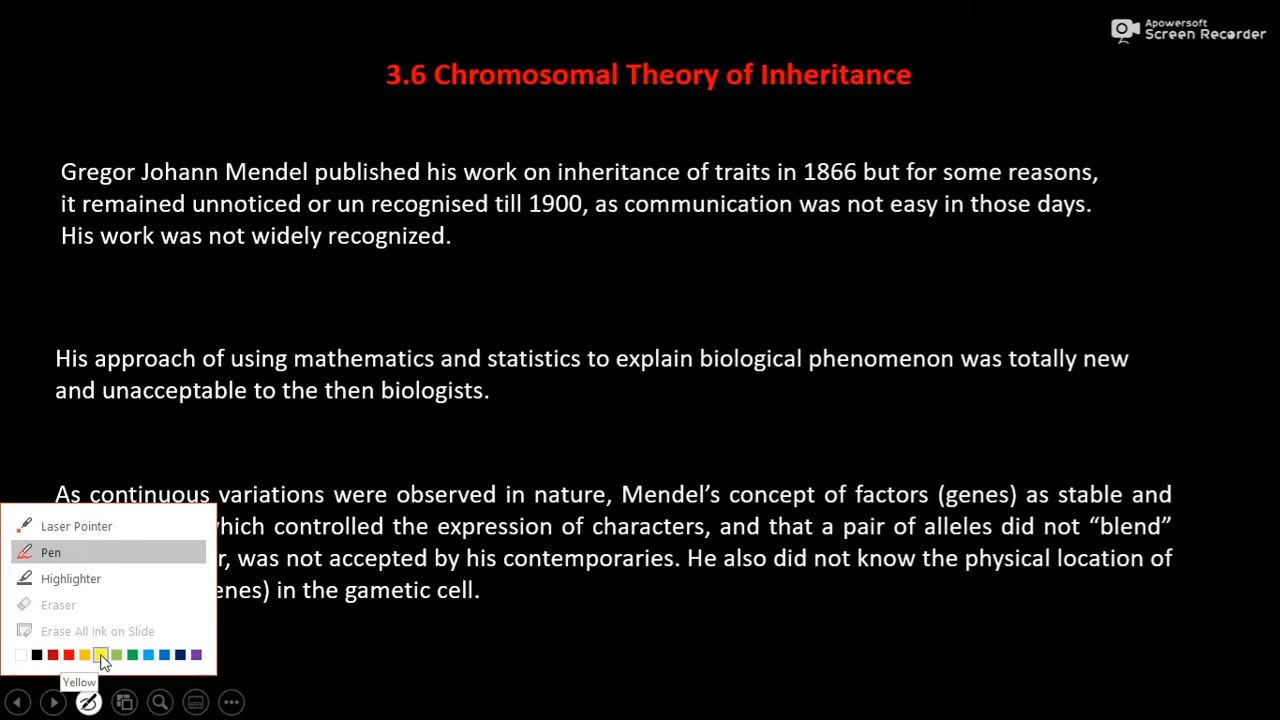 Apowersoft
Screen Recorder
3.6 Chromosomal Theory of Inheritance
Gregor Johann Mendel published his work on inheritance of traits in 1866 but for some reasons,
it remained unnoticed or un recognised till 1900, as communication was not easy in those days.
His work was not widely recognized.
His approach of using mathematics and statistics to explain biological phenomenon was totally new
and unacceptable to the then biologists.
As continuous variations were observed in nature, Mendel’s concept of factors (genes) as stable and
which controlled the expression of characters, and that a pair of alleles did not “blend”
was not accepted by his contemporaries. He also did not know the physical location of
in the gametic cell.
Laser Pointer
Pen
Highlighter
Eraser
Erase All Ink on Slide
Yellow